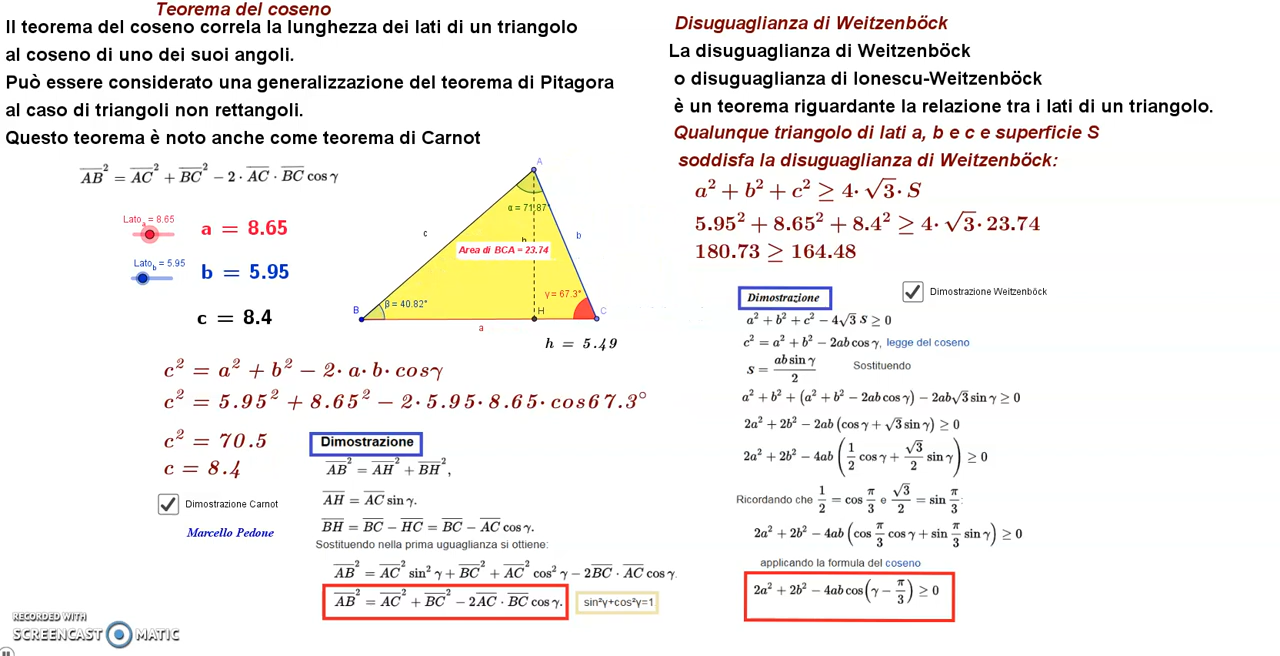 Teorema del coseno
Il teorema del coseno correla la lunghezza dei lati di un triangolo
al coseno di uno dei suoi angoli.
Può essere considerato una generalizzazione del teorema di Pitagora
al caso di triangoli non rettangoli.
Questo teorema è noto anche come teorema di Carnot
AB² = AC² + BC² − 2· AC · BC cos γ
Lato_a = 8.65
a = 8.65
Lato_b = 5.95
b = 5.95
c = 8.4
A
α = 71.87°
c
b
h
Area di BCA = 23.74
γ = 67.3°
β = 40.82°
B
H
C
a
h = 5.49
c² = a² + b² − 2· a· b· cosγ
c² = 5.95² + 8.65² − 2· 5.95· 8.65· cos67.3°
c² = 70.5
c = 8.4
Dimostrazione Carnot
Marcello Pedone
Dimostrazione
AB² = AH² + BH²,
AH = AC sin γ.
BH = BC − HC = BC − AC cos γ.
Sostituendo nella prima uguaglianza si ottiene:
AB² = AC² sin² γ + BC² + AC² cos² γ − 2BC · AC cos γ.
AB² = AC² + BC² − 2AC · BC cos γ.
sin²γ+cos²γ=1
Disuguaglianza di Weitzenböck
La disuguaglianza di Weitzenböck
o disuguaglianza di Ionescu-Weitzenböck
è un teorema riguardante la relazione tra i lati di un triangolo.
Qualunque triangolo di lati a, b e c e superficie S
soddisfa la disuguaglianza di Weitzenböck:
a² + b² + c² ≥ 4· √3· S
5.95² + 8.65² + 8.4² ≥ 4· √3· 23.74
180.73 ≥ 164.48
Dimostrazione
Dimostrazione Weitzenböck
a² + b² + c² − 4√3 S ≥ 0
c² = a² + b² − 2ab cos γ, legge del coseno
S = ab sin γ / 2
Sostituendo
a² + b² + (a² + b² − 2ab cos γ) − 2ab√3 sin γ ≥ 0
2a² + 2b² − 2ab (cos γ + √3 sin γ) ≥ 0
2a² + 2b² − 4ab (1/2 cos γ + √3/2 sin γ) ≥ 0
Ricordando che 1/2 = cos π/3 e √3/2 = sin π/3:
2a² + 2b² − 4ab (cos π/3 cos γ + sin π/3 sin γ) ≥ 0
applicando la formula del coseno
2a² + 2b² − 4ab cos(γ − π/3) ≥ 0
RECORDED WITH
SCREENCAST MATIC